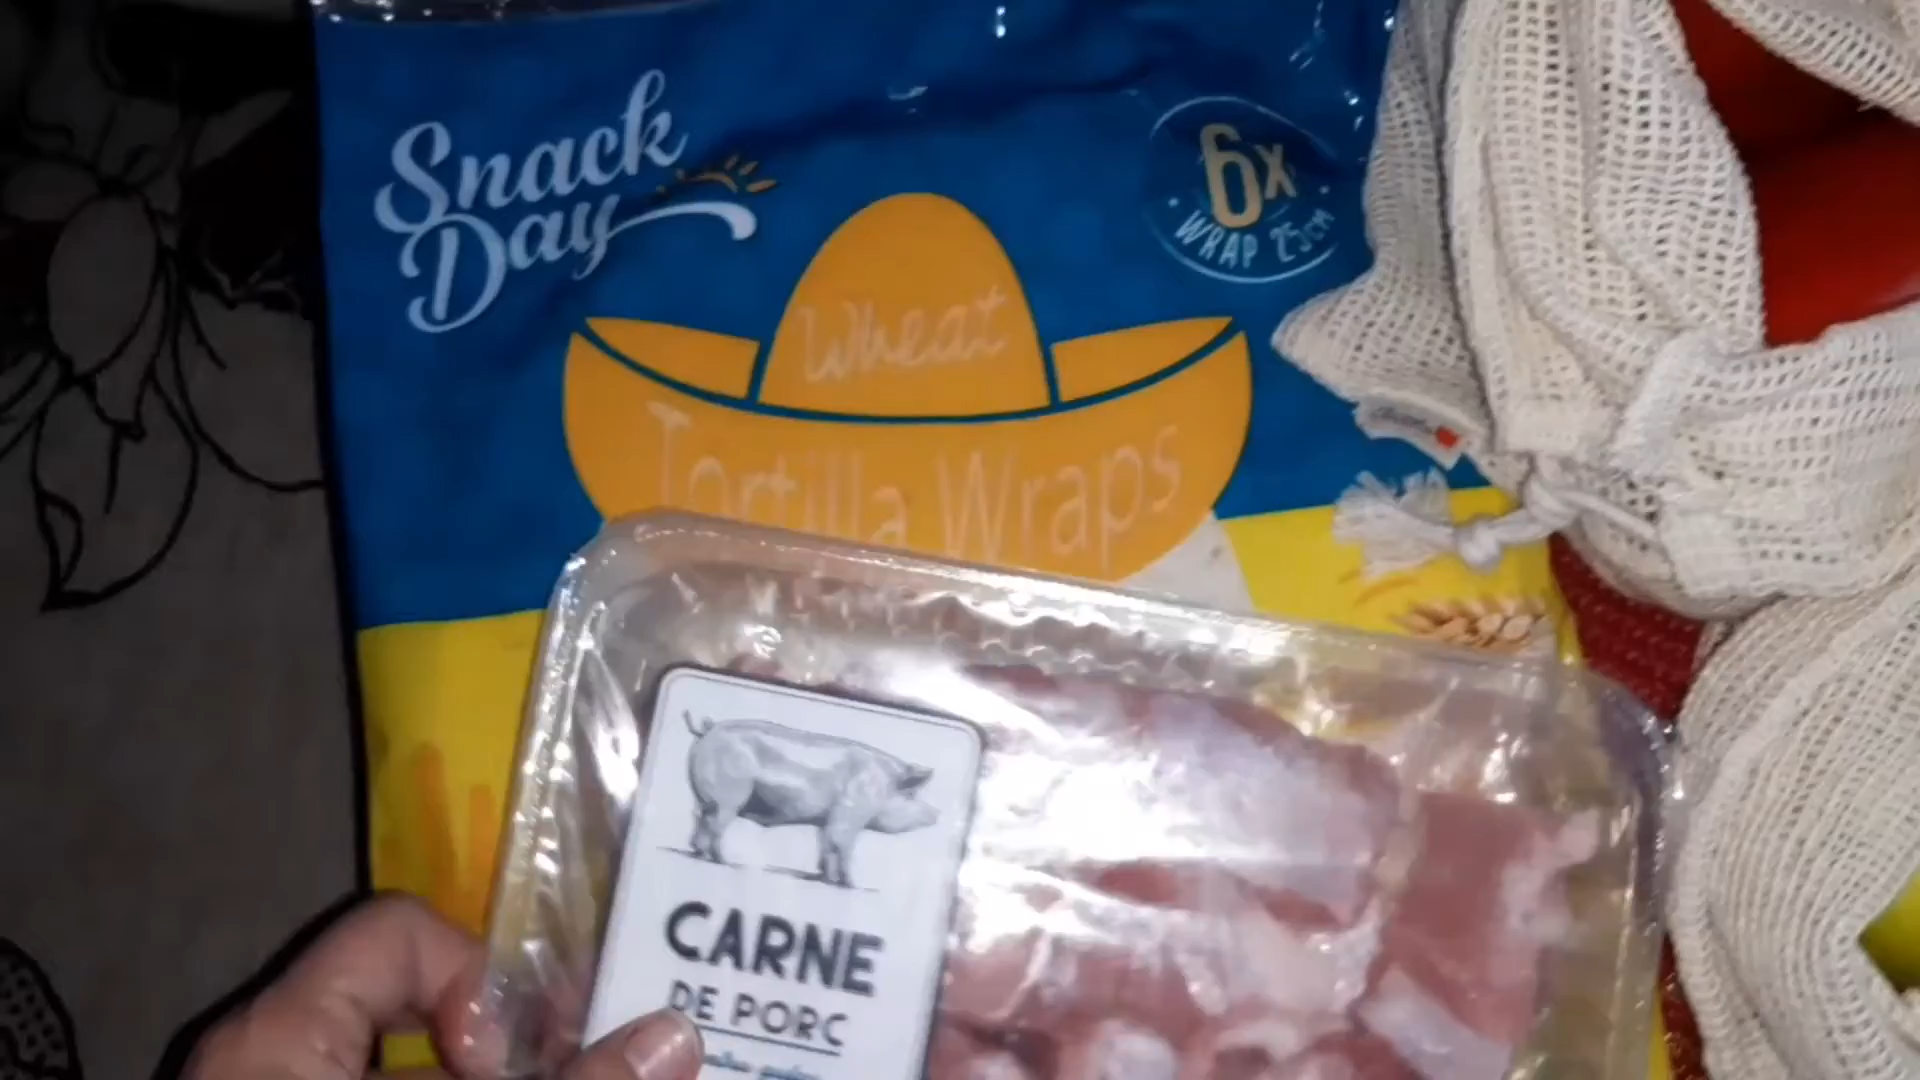 Snack
Day
6x
WRAP 25cm
Wheat
Tortilla Wraps
CARNE
DE PORC